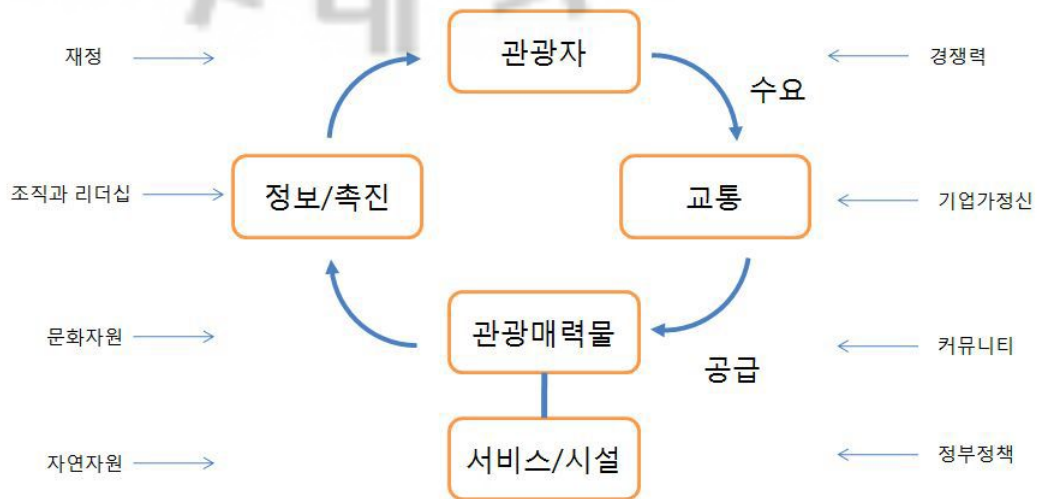 재정
관광자
경쟁력
수요
조직과 리더십
정보/촉진
교통
기업가정신
문화자원
관광매력물
커뮤니티
공급
자연자원
서비스/시설
정부정책